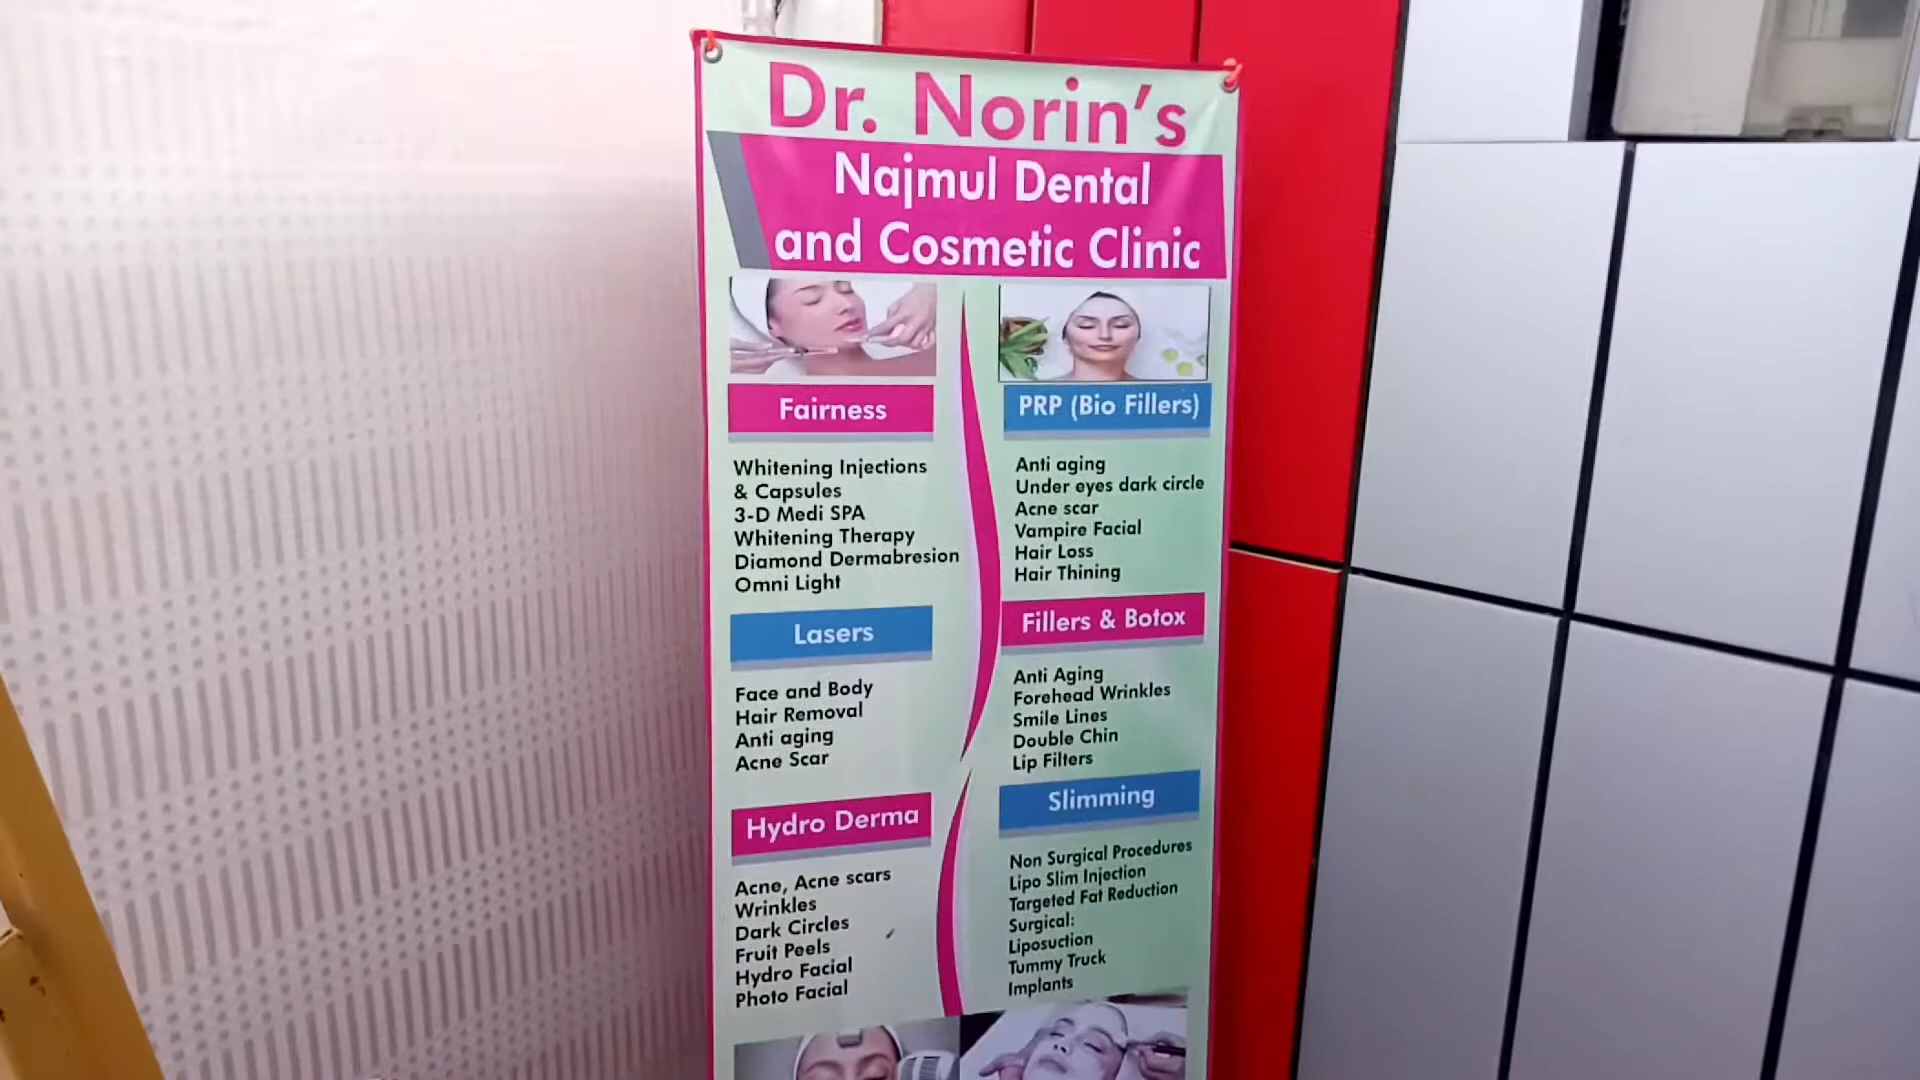 Dr. Norin's
Najmul Dental
and Cosmetic Clinic
Fairness
Whitening Injections
& Capsules
3-D Medi SPA
Whitening Therapy
Diamond Dermabresion
Omni Light
Lasers
Face and Body
Hair Removal
Anti aging
Acne Scar
Hydro Derma
Acne, Acne scars
Wrinkles
Dark Circles
Fruit Peels
Hydro Facial
Photo Facial
PRP (Bio Fillers)
Anti aging
Under eyes dark circle
Acne scar
Vampire Facial
Hair Loss
Hair Thining
Fillers & Botox
Anti Aging
Forehead Wrinkles
Smile Lines
Double Chin
Lip Filters
Slimming
Non Surgical Procedures
Lipo Slim Injection
Targeted Fat Reduction
Surgical:
Liposuction
Tummy Truck
Implants